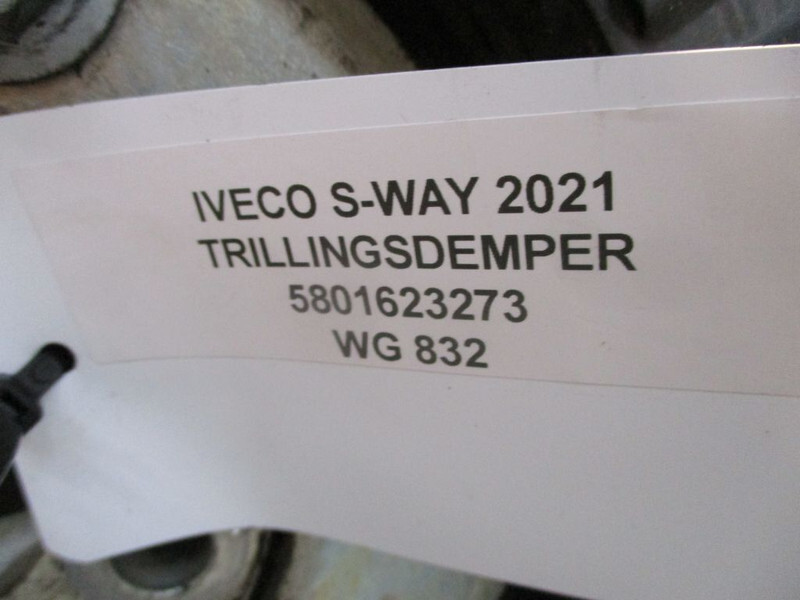 IVECO S-WAY 2021
TRILLINGSDEMPER
5801623273
WG 832